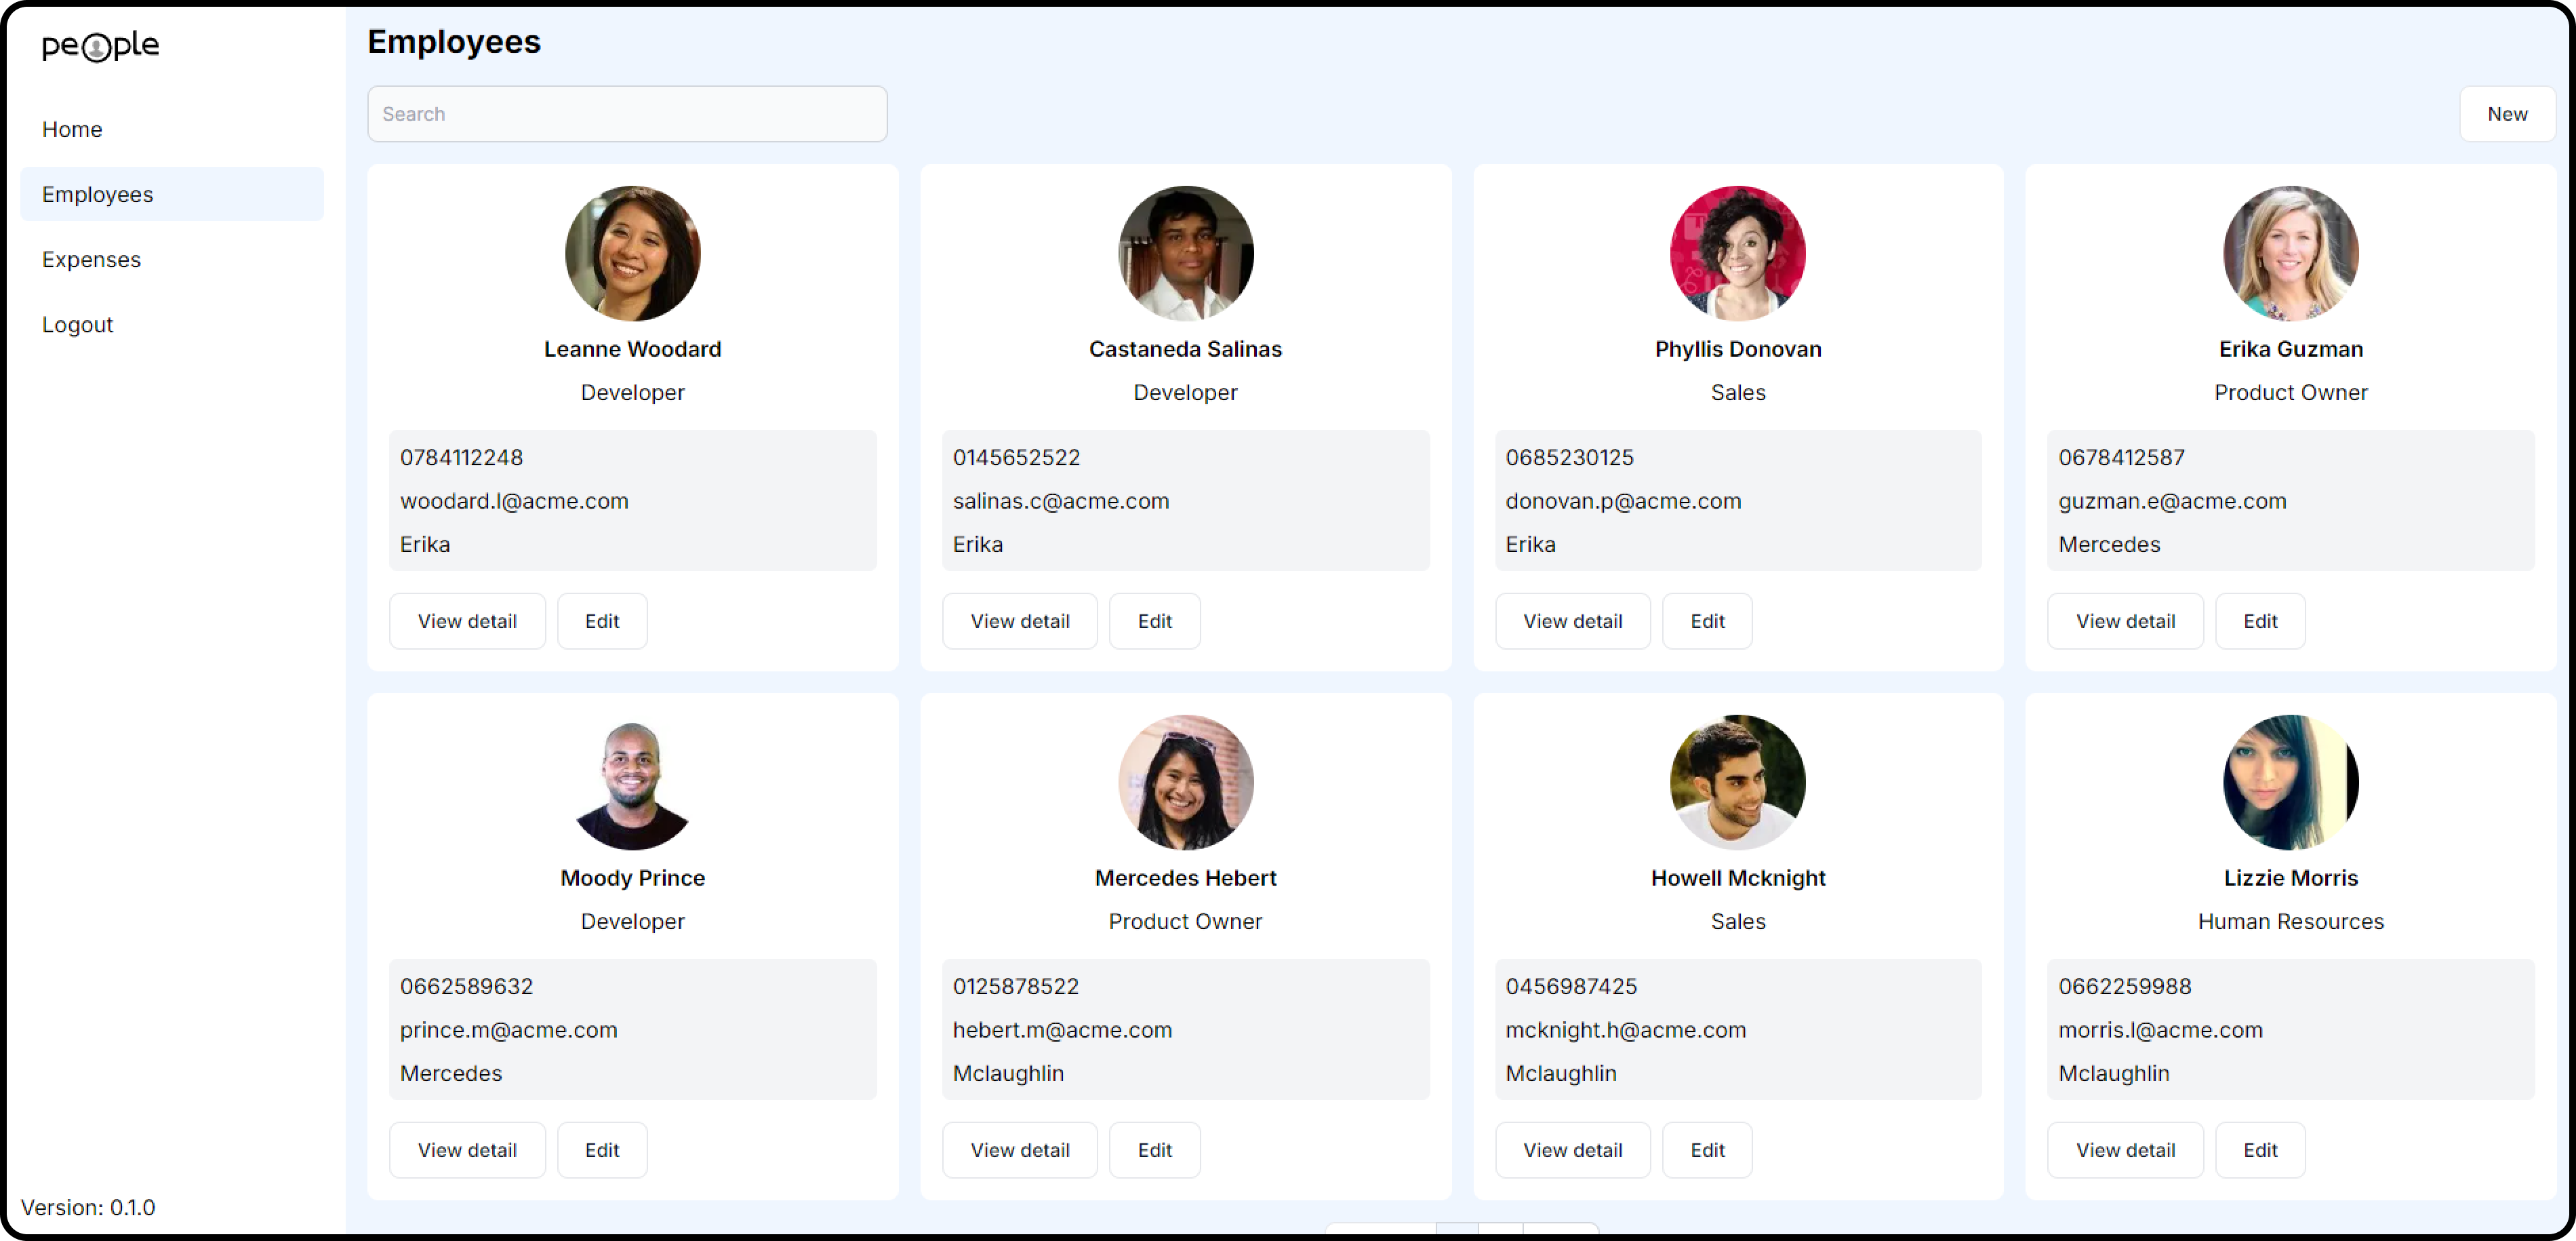 people
Home
Employees
Expenses
Logout
Version: 0.1.0
Employees
Search
New
Leanne Woodard
Developer
0784112248
woodard.l@acme.com
Erika
View detail
Edit
Castaneda Salinas
Developer
0145652522
salinas.c@acme.com
Erika
View detail
Edit
Phyllis Donovan
Sales
0685230125
donovan.p@acme.com
Erika
View detail
Edit
Erika Guzman
Product Owner
0678412587
guzman.e@acme.com
Mercedes
View detail
Edit
Moody Prince
Developer
0662589632
prince.m@acme.com
Mercedes
View detail
Edit
Mercedes Hebert
Product Owner
0125878522
hebert.m@acme.com
Mclaughlin
View detail
Edit
Howell Mcknight
Sales
0456987425
mcknight.h@acme.com
Mclaughlin
View detail
Edit
Lizzie Morris
Human Resources
0662259988
morris.l@acme.com
Mclaughlin
View detail
Edit